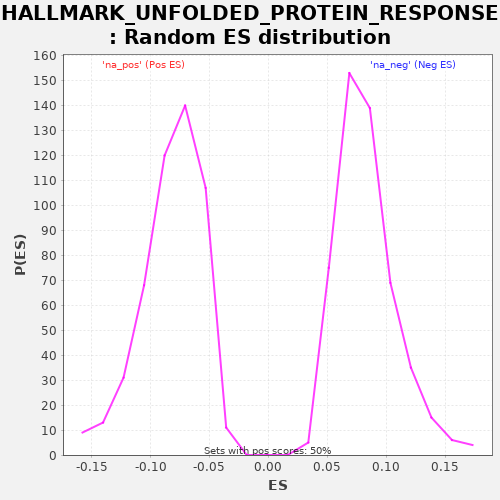 HALLMARK_UNFOLDED_PROTEIN_RESPONSE
: Random ES distribution
'na_pos' (Pos ES)
'na_neg' (Neg ES)
160
150
140
130
120
110
100
90
80
70
60
50
40
30
20
10
0
P(ES)
Sets with pos scores: 50%
-0.15 -0.10 -0.05 0.00 0.05 0.10 0.15
ES